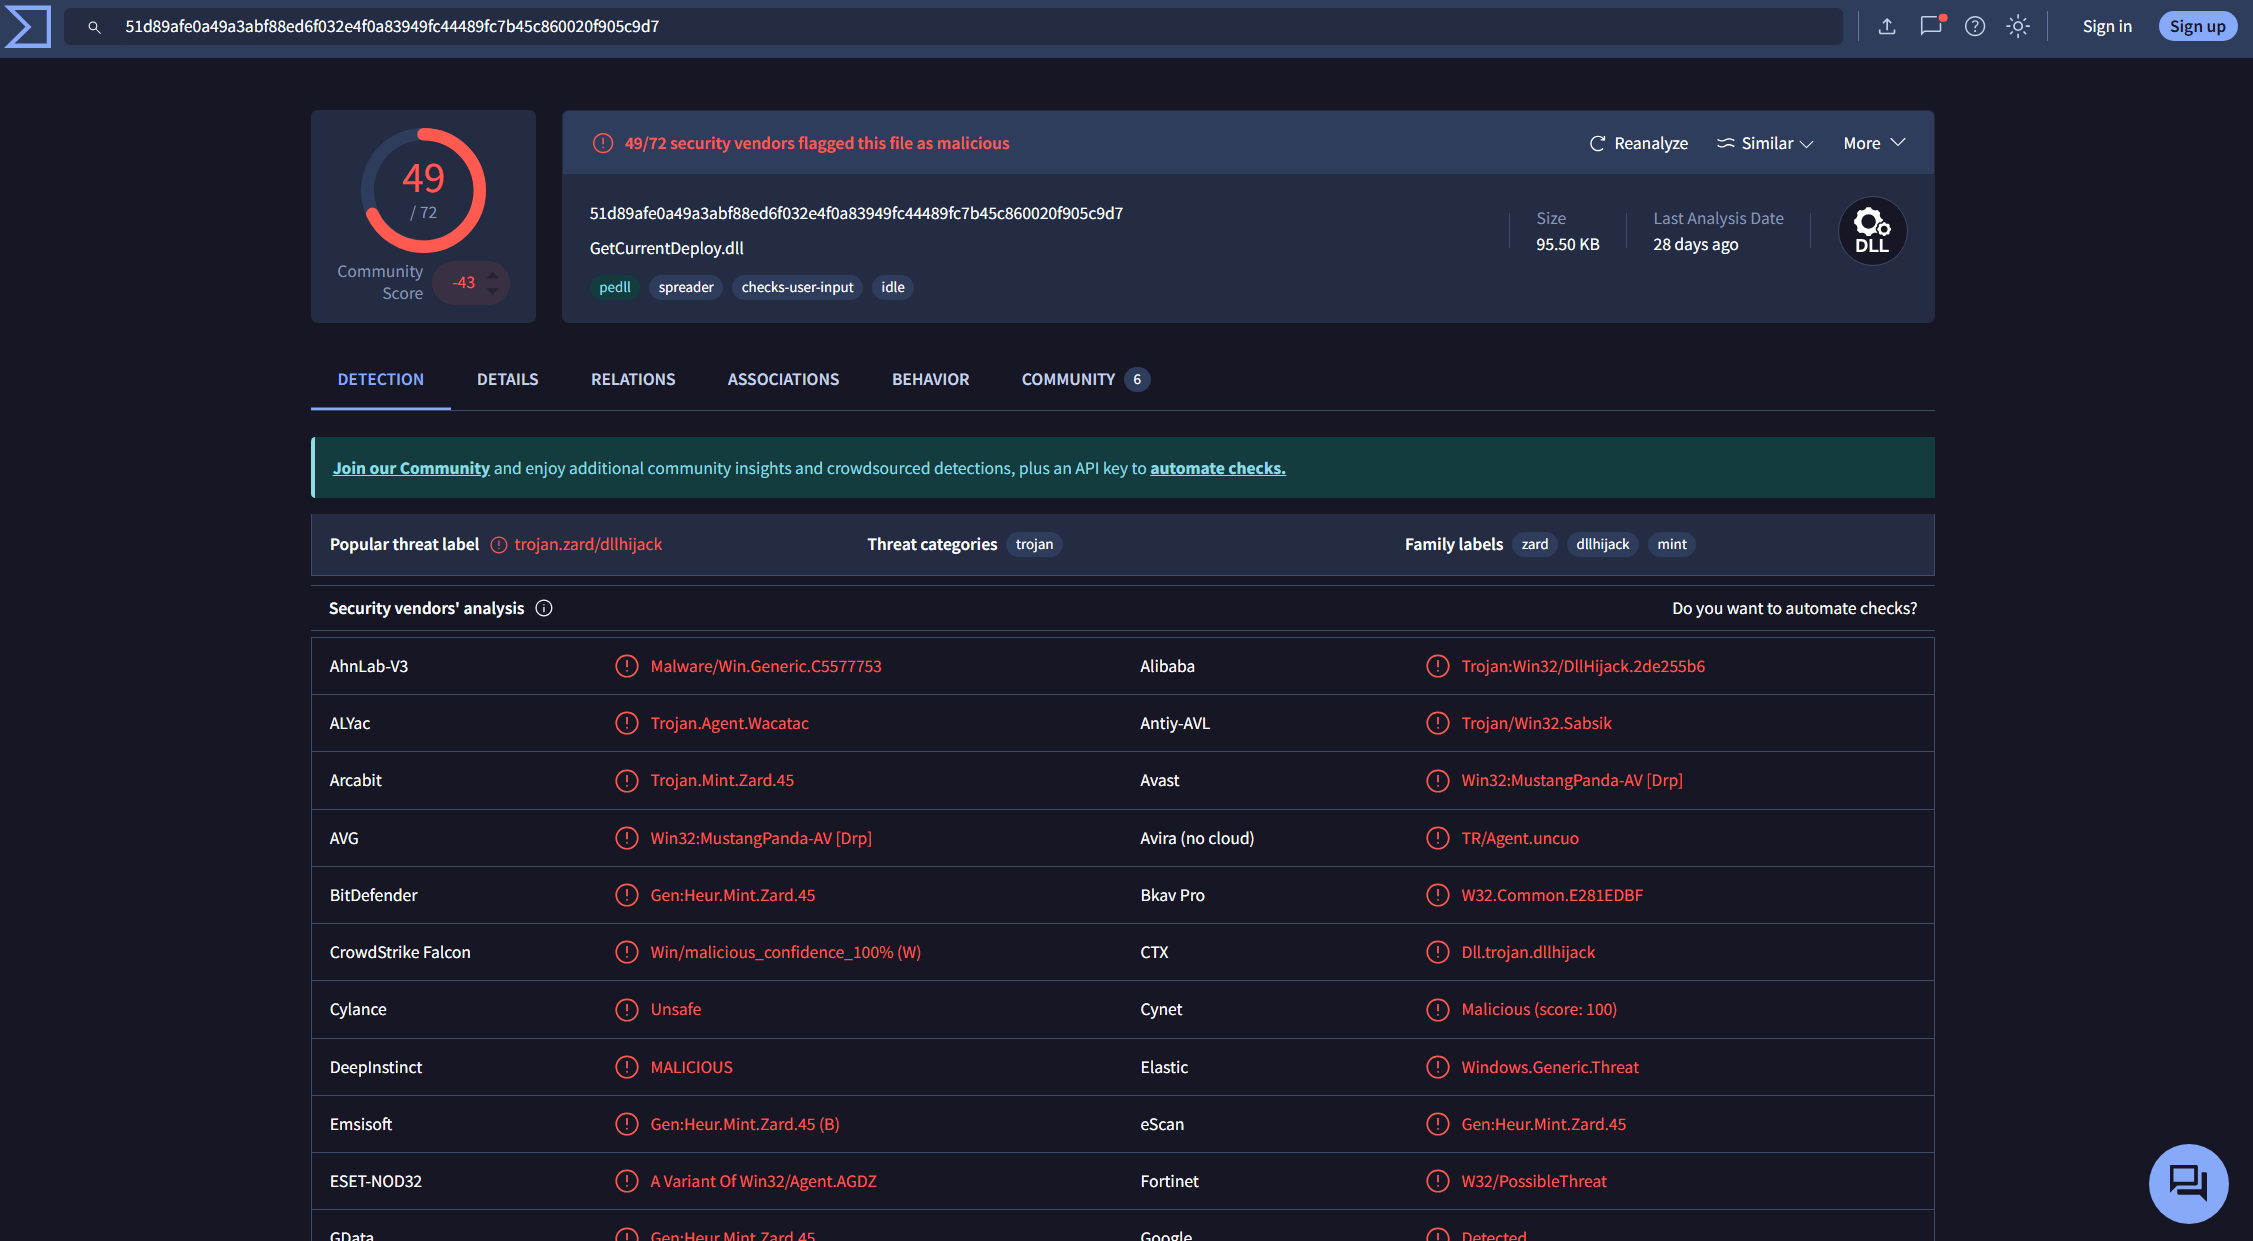 51d89afe0a49a3abf88ed6f032e4f0a83949fc44489fc7b45c860020f905c9d7
Sign in
Sign up
49
/ 72
Community
Score
-43
49/72 security vendors flagged this file as malicious
Reanalyze
Similar
More
51d89afe0a49a3abf88ed6f032e4f0a83949fc44489fc7b45c860020f905c9d7
GetCurrentDeploy.dll
pedll
spreader
checks-user-input
idle
Size
95.50 KB
Last Analysis Date
28 days ago
DLL
DETECTION
DETAILS
RELATIONS
ASSOCIATIONS
BEHAVIOR
COMMUNITY 6
Join our Community and enjoy additional community insights and crowdsourced detections, plus an API key to automate checks.
Popular threat label trojan.zard/dllhijack
Threat categories trojan
Family labels zard dllhijack mint
Security vendors' analysis
Do you want to automate checks?
AhnLab-V3 Malware/Win.Generic.C5577753
Alibaba Trojan:Win32/DllHijack.2de255b6
ALYac Trojan.Agent.Wacatac
Antiy-AVL Trojan/Win32.Sabsik
Arcabit Trojan.Mint.Zard.45
Avast Win32:MustangPanda-AV [Drp]
AVG Win32:MustangPanda-AV [Drp]
Avira (no cloud) TR/Agent.uncuo
BitDefender Gen:Heur.Mint.Zard.45
Bkav Pro W32.Common.E281EDBF
CrowdStrike Falcon Win/malicious_confidence_100% (W)
CTX Dll.trojan.dllhijack
Cylance Unsafe
Cynet Malicious (score: 100)
DeepInstinct MALICIOUS
Elastic Windows.Generic.Threat
Emsisoft Gen:Heur.Mint.Zard.45 (B)
eScan Gen:Heur.Mint.Zard.45
ESET-NOD32 A Variant Of Win32/Agent.AGDZ
Fortinet W32/PossibleThreat
GData Gen:Heur.Mint.Zard.45
Google Detected